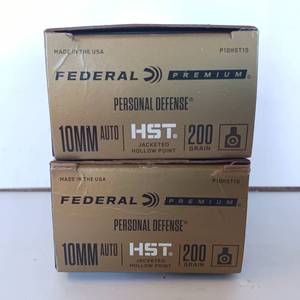 MADE IN THE USA P10HST1S
FEDERAL PREMIUM
PERSONAL DEFENSE®
10MM AUTO HST® 200 GRAIN
JACKETED
HOLLOW POINT
MADE IN THE USA P10HST1S
FEDERAL PREMIUM
PERSONAL DEFENSE®
10MM AUTO HST® 200 GRAIN
JACKETED
HOLLOW POINT